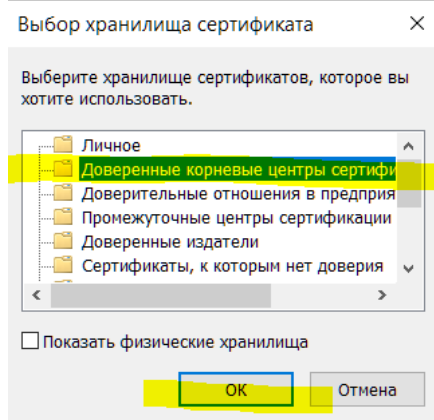 Выбор хранилища сертификата
Выберите хранилище сертификатов, которое вы
хотите использовать.
Личное
Доверенные корневые центры сертифи
Доверительные отношения в предприя
Промежуточные центры сертификации
Доверенные издатели
Сертификаты, к которым нет доверия
Показать физические хранилища
ОК
Отмена